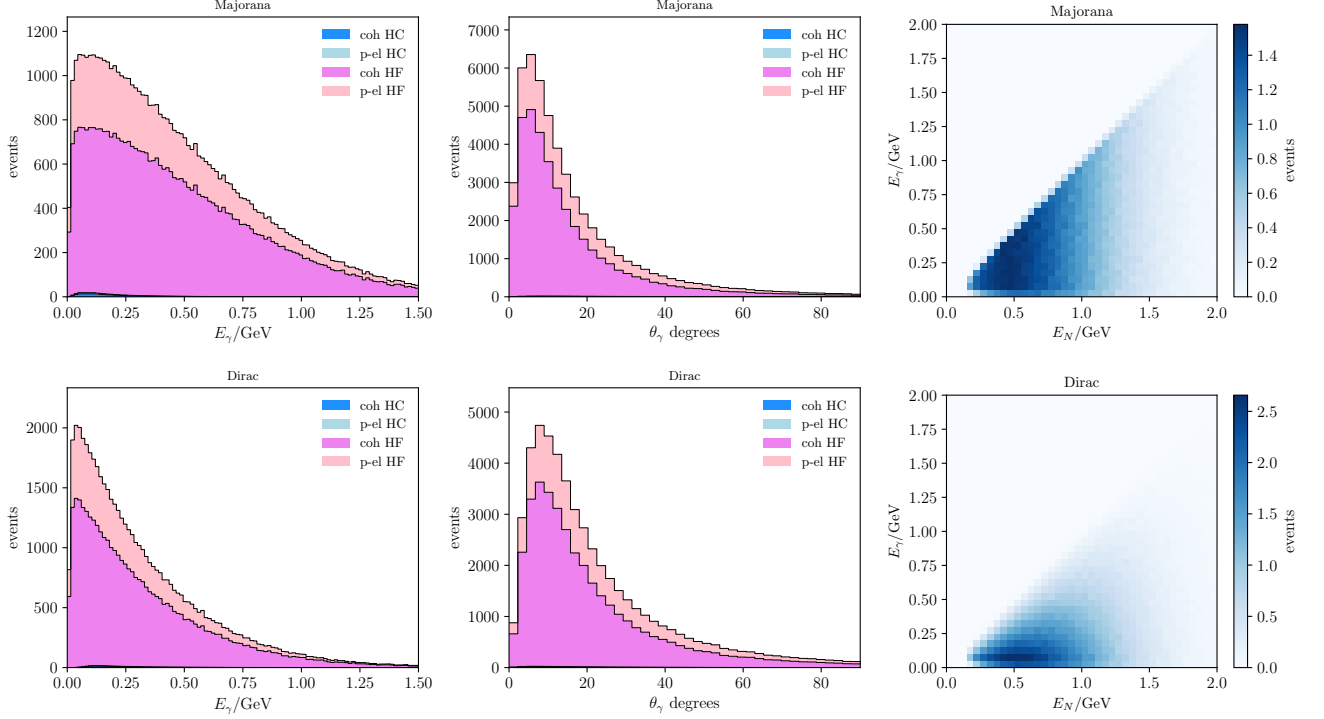 Majorana
events
1200
1000
800
600
400
200
0
coh HC
p-el HC
coh HF
p-el HF
0.00 0.25 0.50 0.75 1.00 1.25 1.50
E_γ/GeV
Majorana
events
7000
6000
5000
4000
3000
2000
1000
0
coh HC
p-el HC
coh HF
p-el HF
0 20 40 60 80
θ_γ degrees
Majorana
E_γ/GeV
2.00
1.75
1.50
1.25
1.00
0.75
0.50
0.25
0.00
0.0 0.5 1.0 1.5 2.0
E_N/GeV
1.4
1.2
1.0
0.8
0.6
0.4
0.2
0.0
events
Dirac
events
2000
1500
1000
500
0
coh HC
p-el HC
coh HF
p-el HF
0.00 0.25 0.50 0.75 1.00 1.25 1.50
E_γ/GeV
Dirac
events
5000
4000
3000
2000
1000
0
coh HC
p-el HC
coh HF
p-el HF
0 20 40 60 80
θ_γ degrees
Dirac
E_γ/GeV
2.00
1.75
1.50
1.25
1.00
0.75
0.50
0.25
0.00
0.0 0.5 1.0 1.5 2.0
E_N/GeV
2.5
2.0
1.5
1.0
0.5
0.0
events